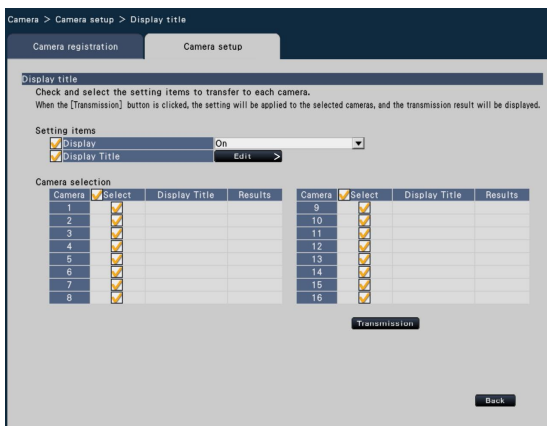 Camera > Camera setup > Display title
Camera registration Camera setup
Display title
Check and select the setting items to transfer to each camera.
When the [Transmission] button is clicked, the setting will be applied to the selected cameras, and the transmission result will be displayed.
Setting items
Display On
Display Title Edit >
Camera selection
Camera Select Display Title Results Camera Select Display Title Results
1 9
2 10
3 11
4 12
5 13
6 14
7 15
8 16
Transmission
Back